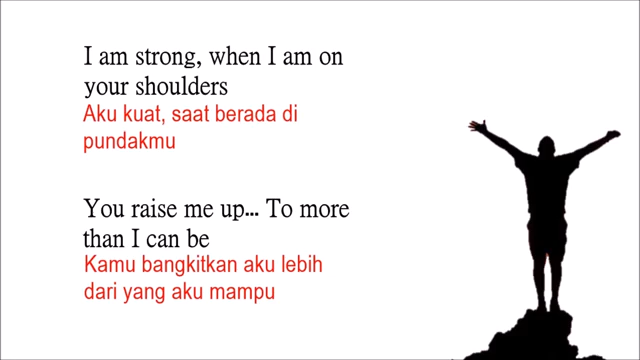 I am strong, when I am on
your shoulders
Aku kuat, saat berada di
pundakmu
You raise me up... To more
than I can be
Kamu bangkitkan aku lebih
dari yang aku mampu